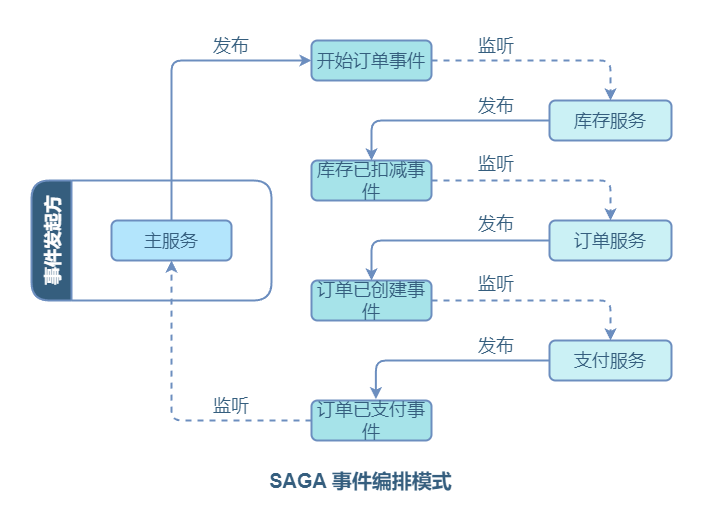 发布
开始订单事件
监听
发布
库存服务
库存已扣减事
件
监听
事件发起方
主服务
发布
订单服务
订单已创建事
件
监听
发布
支付服务
监听
订单已支付事
件
SAGA 事件编排模式